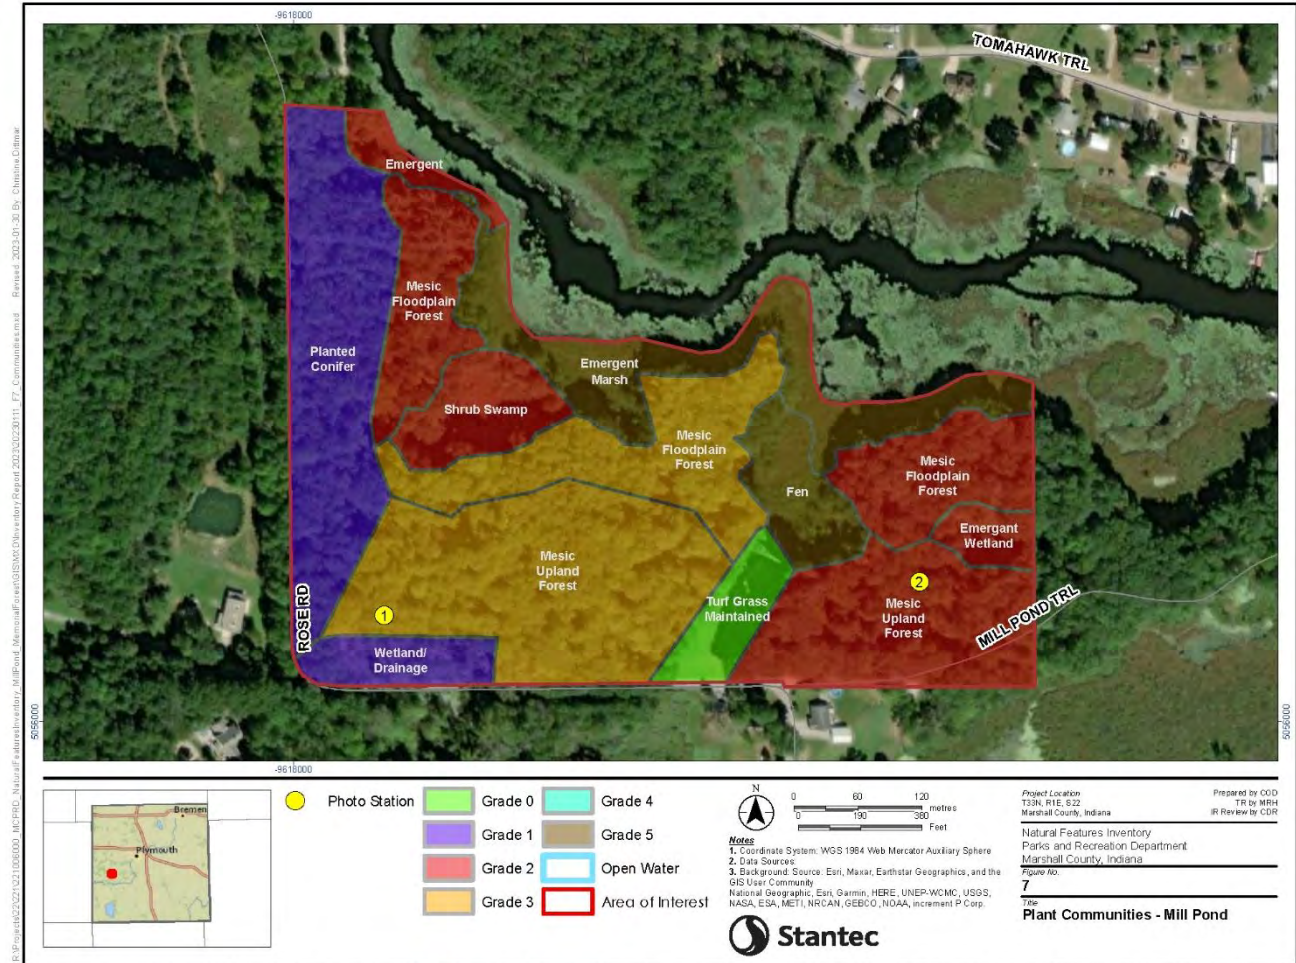 -9618000
TOMAHAWK TRL
Emergent
Mesic
Floodplain
Forest
Planted
Conifer
Emergent
Marsh
Shrub Swamp
Mesic
Floodplain
Forest
Mesic
Floodplain
Forest
Fen
Emergant
Wetland
Mesic
Upland
Forest
2
1
Turf Grass
Maintained
Mesic
Upland
Forest
MILL POND TRL
ROSE RD
Wetland/
Drainage
5056000
5056000
-9618000
Bremen
Plymouth
Photo Station
Grade 0
Grade 1
Grade 2
Grade 3
Grade 4
Grade 5
Open Water
Area of Interest
N
0 60 120
metres
0 190 380
Feet
Notes
1. Coordinate System: WGS 1984 Web Mercator Auxiliary Sphere
2. Data Sources:
3. Background: Source: Esri, Maxar, Earthstar Geographics, and the
GIS User Community
National Geographic, Esri, Garmin, HERE, UNEP-WCMC, USGS,
NASA, ESA, METI, NRCAN, GEBCO, NOAA, increment P Corp.
Stantec
Project Location
T33N, R1E, S22
Marshall County, Indiana
Prepared by COD
TR by MRH
IR Review by CDR
Natural Features Inventory
Parks and Recreation Department
Marshall County, Indiana
Figure No.
7
Title
Plant Communities - Mill Pond
Revised: 2023-01-30 By: Christine.Dittmar